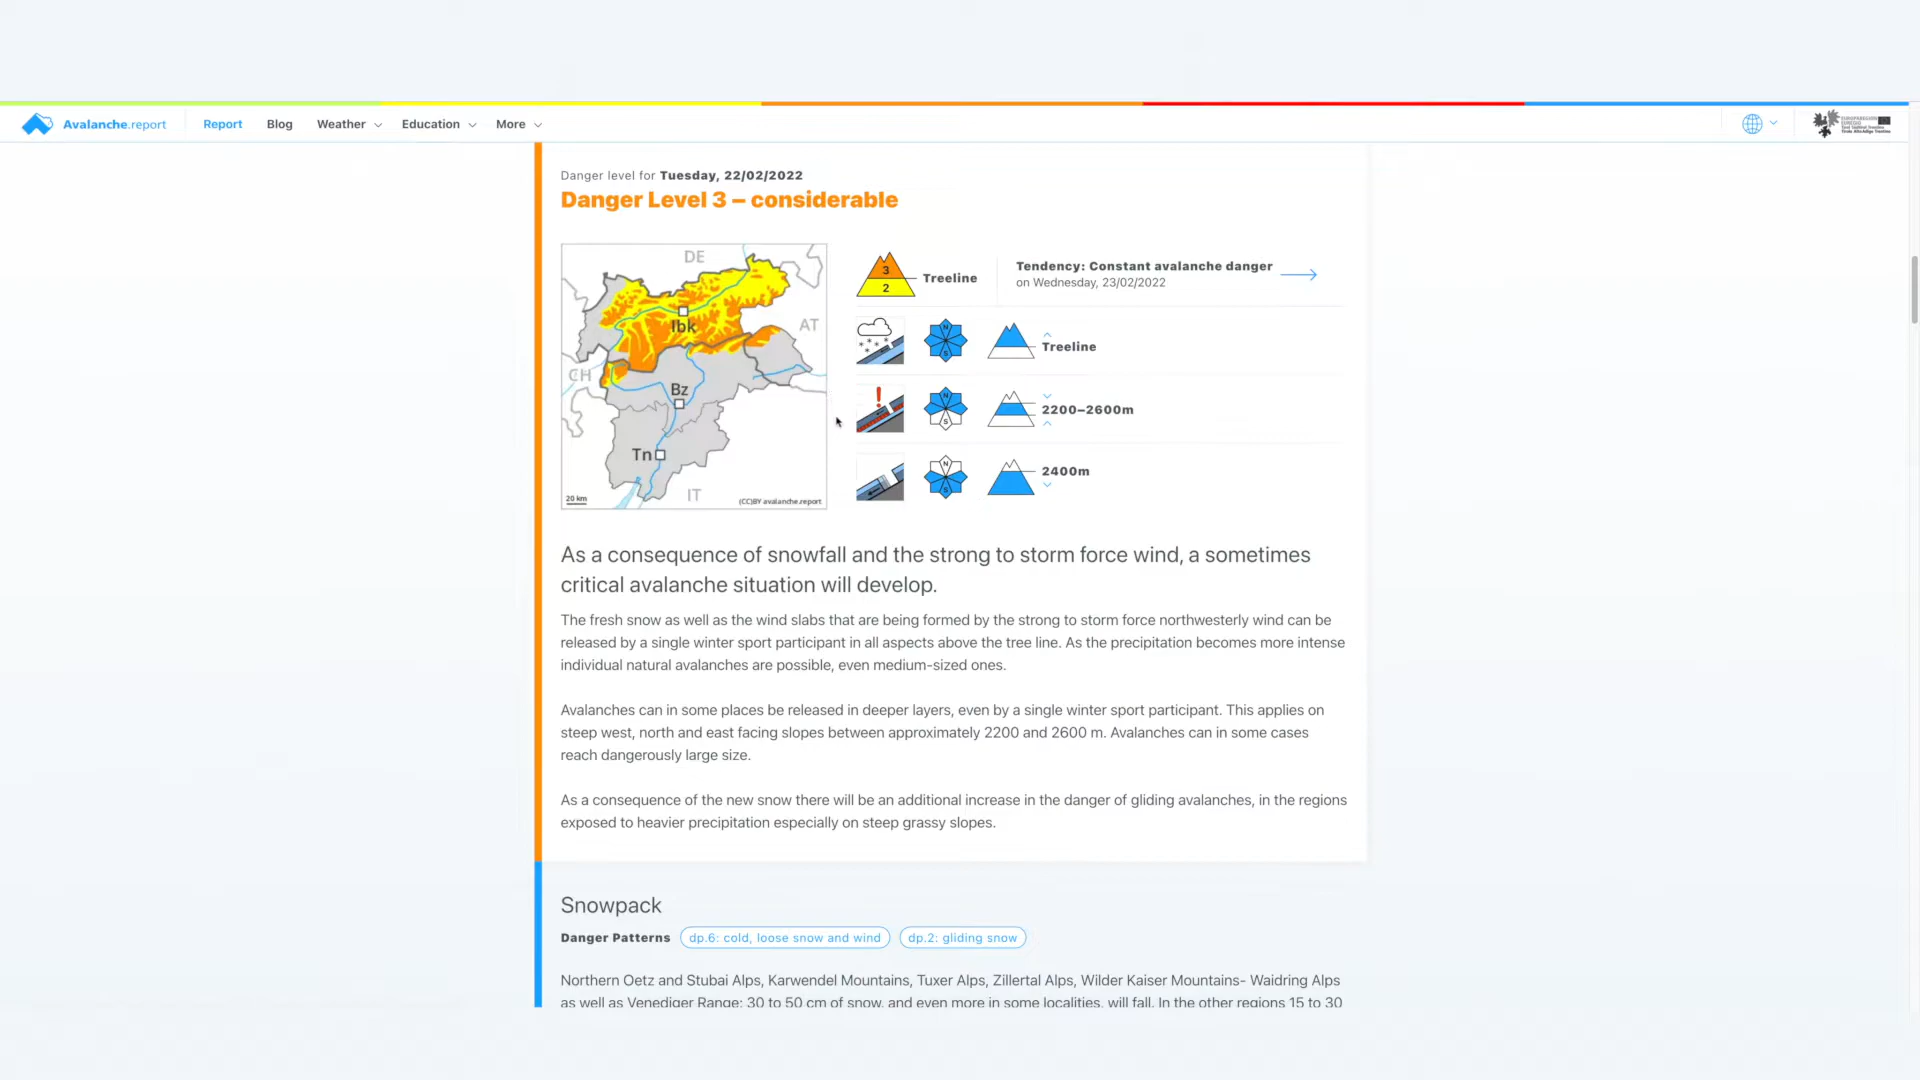 Avalanche.report
Report
Blog
Weather
Education
More
Danger level for Tuesday, 22/02/2022
Danger Level 3 – considerable
DE
AT
CH
IT
Ibk
Bz
Tn
20 km
(CC)BY avalanche.report
3
2
Treeline
Tendency: Constant avalanche danger
on Wednesday, 23/02/2022
N
S
Treeline
N
S
2200–2600m
N
S
2400m
As a consequence of snowfall and the strong to storm force wind, a sometimes
critical avalanche situation will develop.
The fresh snow as well as the wind slabs that are being formed by the strong to storm force northwesterly wind can be
released by a single winter sport participant in all aspects above the tree line. As the precipitation becomes more intense
individual natural avalanches are possible, even medium-sized ones.
Avalanches can in some places be released in deeper layers, even by a single winter sport participant. This applies on
steep west, north and east facing slopes between approximately 2200 and 2600 m. Avalanches can in some cases
reach dangerously large size.
As a consequence of the new snow there will be an additional increase in the danger of gliding avalanches, in the regions
exposed to heavier precipitation especially on steep grassy slopes.
Snowpack
Danger Patterns
dp.6: cold, loose snow and wind
dp.2: gliding snow
Northern Oetz and Stubai Alps, Karwendel Mountains, Tuxer Alps, Zillertal Alps, Wilder Kaiser Mountains- Waidring Alps
as well as Venediger Range: 30 to 50 cm of snow, and even more in some localities, will fall. In the other regions 15 to 30